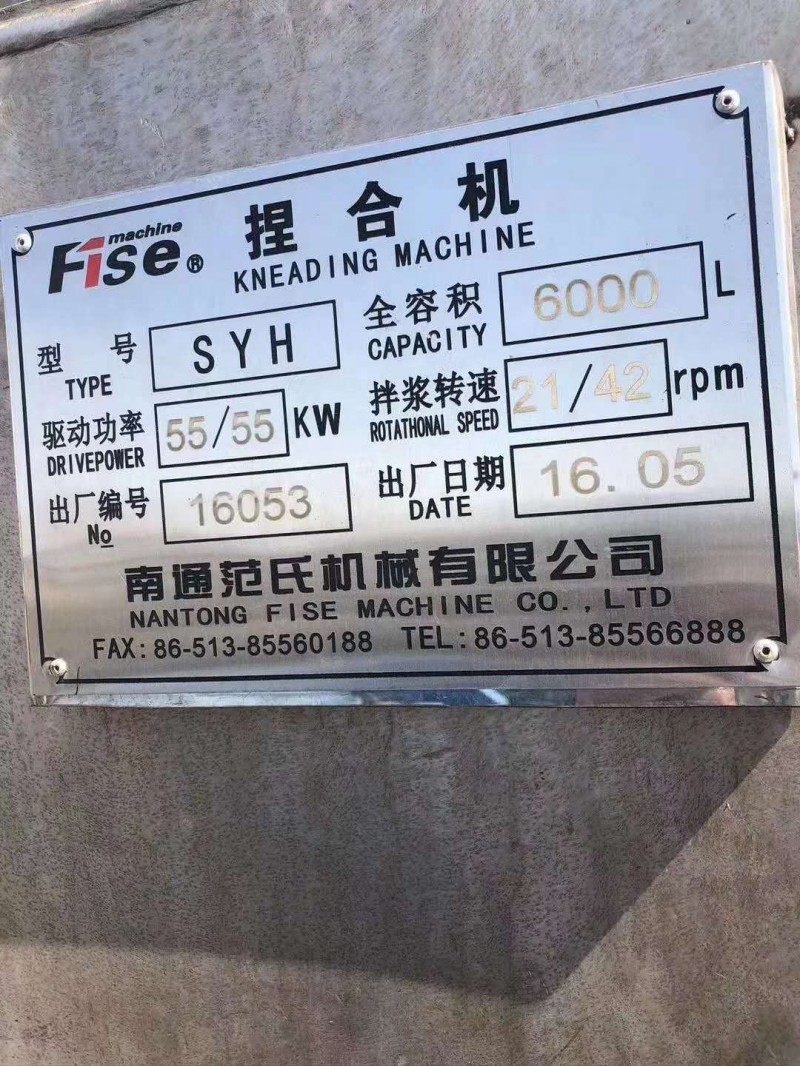 machine
Fise® 捏合机
KNEADING MACHINE
型号 SYH 全容积 6000 L
TYPE CAPACITY
驱动功率 55/55 KW 拌浆转速 21/42 rpm
DRIVEPOWER ROTATHONAL SPEED
出厂编号 16053 出厂日期 16.05
No DATE
南通范氏机械有限公司
NANTONG FISE MACHINE CO.,LTD
FAX:86-513-85560188 TEL:86-513-85566888